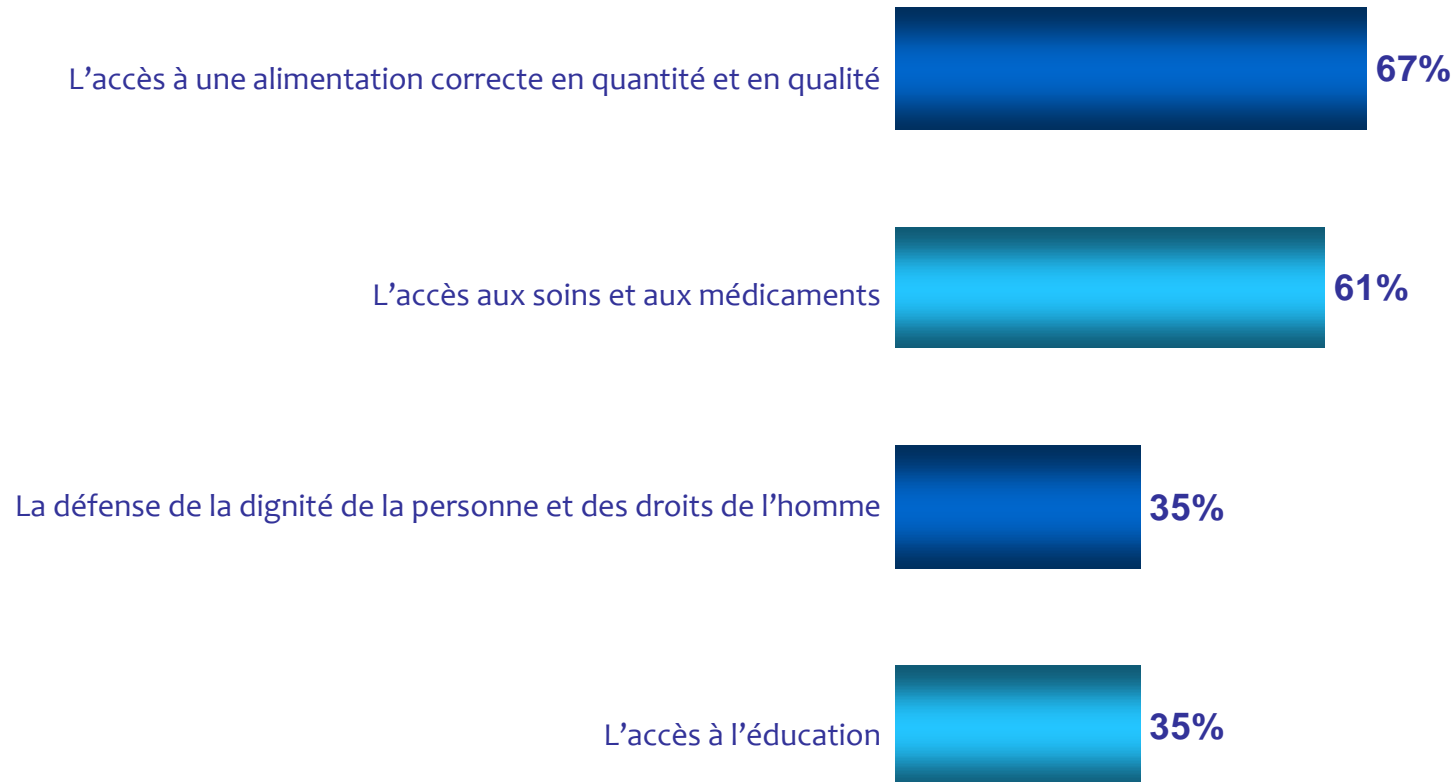 L’accès à une alimentation correcte en quantité et en qualité 67%
L’accès aux soins et aux médicaments 61%
La défense de la dignité de la personne et des droits de l’homme 35%
L’accès à l’éducation 35%